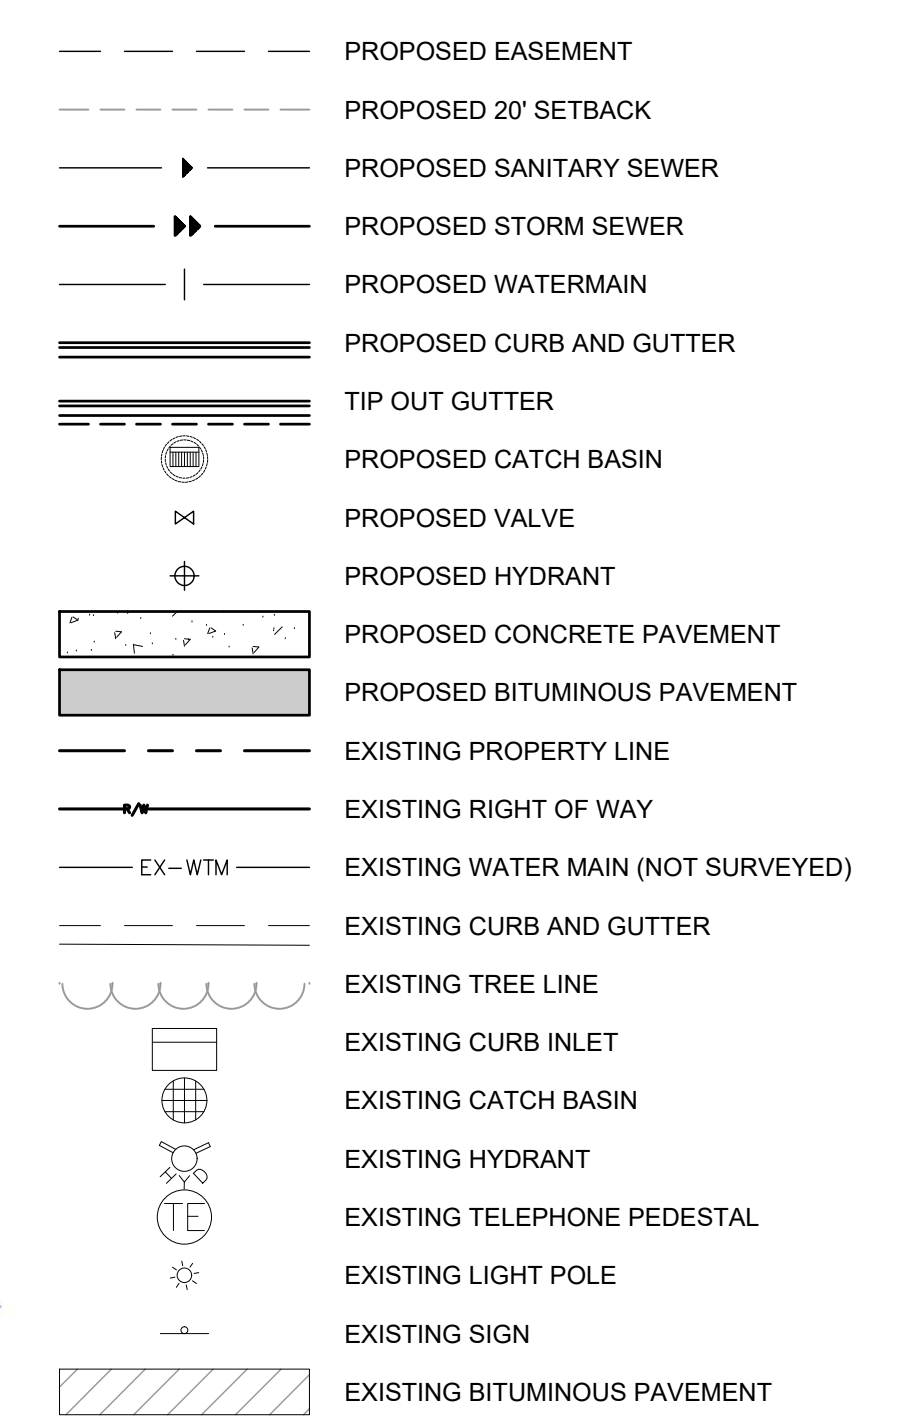 PROPOSED EASEMENT
PROPOSED 20' SETBACK
PROPOSED SANITARY SEWER
PROPOSED STORM SEWER
PROPOSED WATERMAIN
PROPOSED CURB AND GUTTER
TIP OUT GUTTER
PROPOSED CATCH BASIN
PROPOSED VALVE
PROPOSED HYDRANT
PROPOSED CONCRETE PAVEMENT
PROPOSED BITUMINOUS PAVEMENT
EXISTING PROPERTY LINE
R/W EXISTING RIGHT OF WAY
EX-WTM EXISTING WATER MAIN (NOT SURVEYED)
EXISTING CURB AND GUTTER
EXISTING TREE LINE
EXISTING CURB INLET
EXISTING CATCH BASIN
HYD EXISTING HYDRANT
TE EXISTING TELEPHONE PEDESTAL
EXISTING LIGHT POLE
EXISTING SIGN
EXISTING BITUMINOUS PAVEMENT